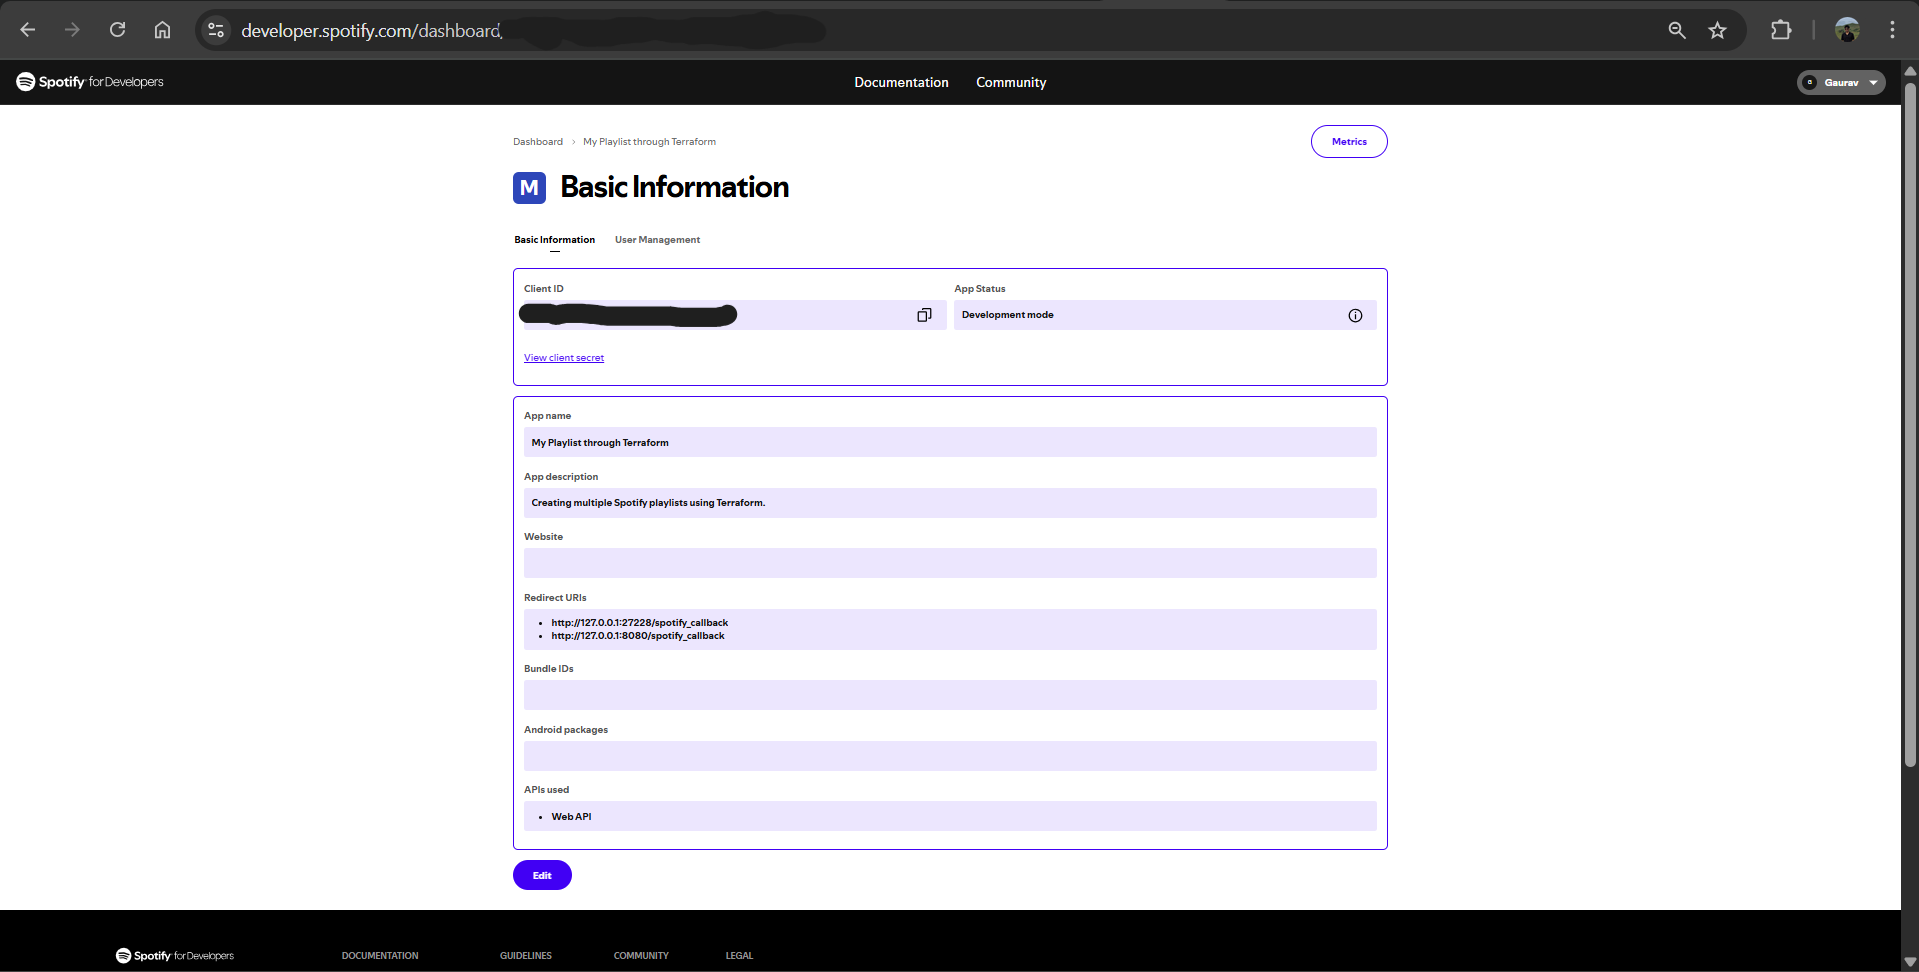 developer.spotify.com/dashboard/
Spotify for Developers
Documentation
Community
Gaurav
Dashboard › My Playlist through Terraform
Metrics
M
Basic Information
Basic Information
User Management
Client ID
App Status
Development mode
View client secret
App name
My Playlist through Terraform
App description
Creating multiple Spotify playlists using Terraform.
Website
Redirect URIs
• http://127.0.0.1:27228/spotify_callback
• http://127.0.0.1:8080/spotify_callback
Bundle IDs
Android packages
APIs used
• Web API
Edit
Spotify for Developers
DOCUMENTATION
GUIDELINES
COMMUNITY
LEGAL